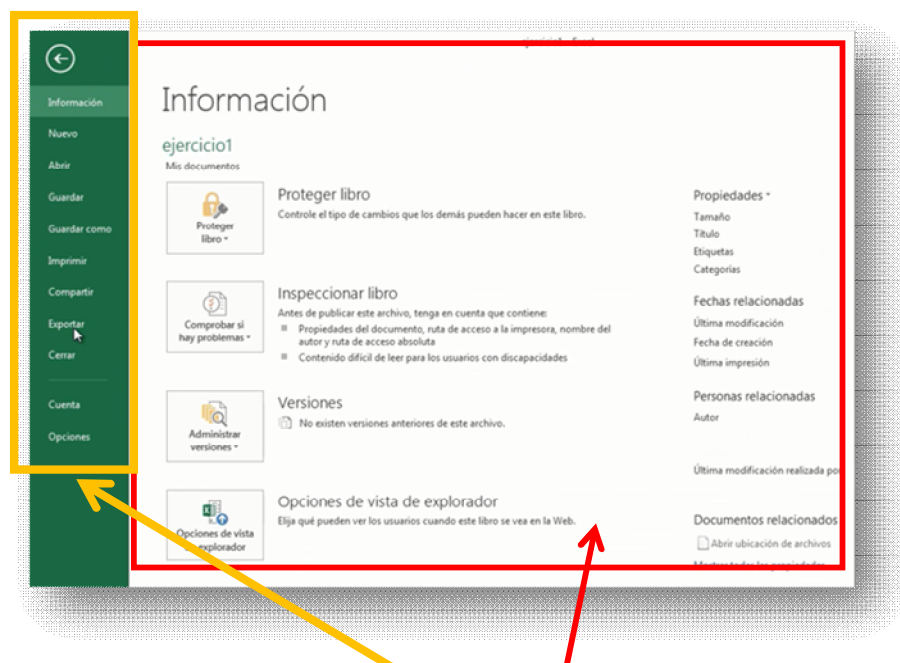 Información
Nuevo
Abrir
Guardar
Guardar como
Imprimir
Compartir
Exportar
Cerrar
Cuenta
Opciones
Información
ejercicio1
Mis documentos
Proteger
libro
Proteger libro
Controle el tipo de cambios que los demás pueden hacer en este libro.
Comprobar si
hay problemas
Inspeccionar libro
Antes de publicar este archivo, tenga en cuenta que contiene:
Propiedades del documento, ruta de acceso a la impresora, nombre del
autor y ruta de acceso absoluta
Contenido difícil de leer para los usuarios con discapacidades
Administrar
versiones
Versiones
No existen versiones anteriores de este archivo.
Opciones de vista
explorador
Opciones de vista de explorador
Elija qué pueden ver los usuarios cuando este libro se vea en la Web.
Propiedades
Tamaño
Título
Etiquetas
Categorías
Fechas relacionadas
Última modificación
Fecha de creación
Última impresión
Personas relacionadas
Autor
Última modificación realizada
Documentos relacionados
Abrir ubicación de archivos